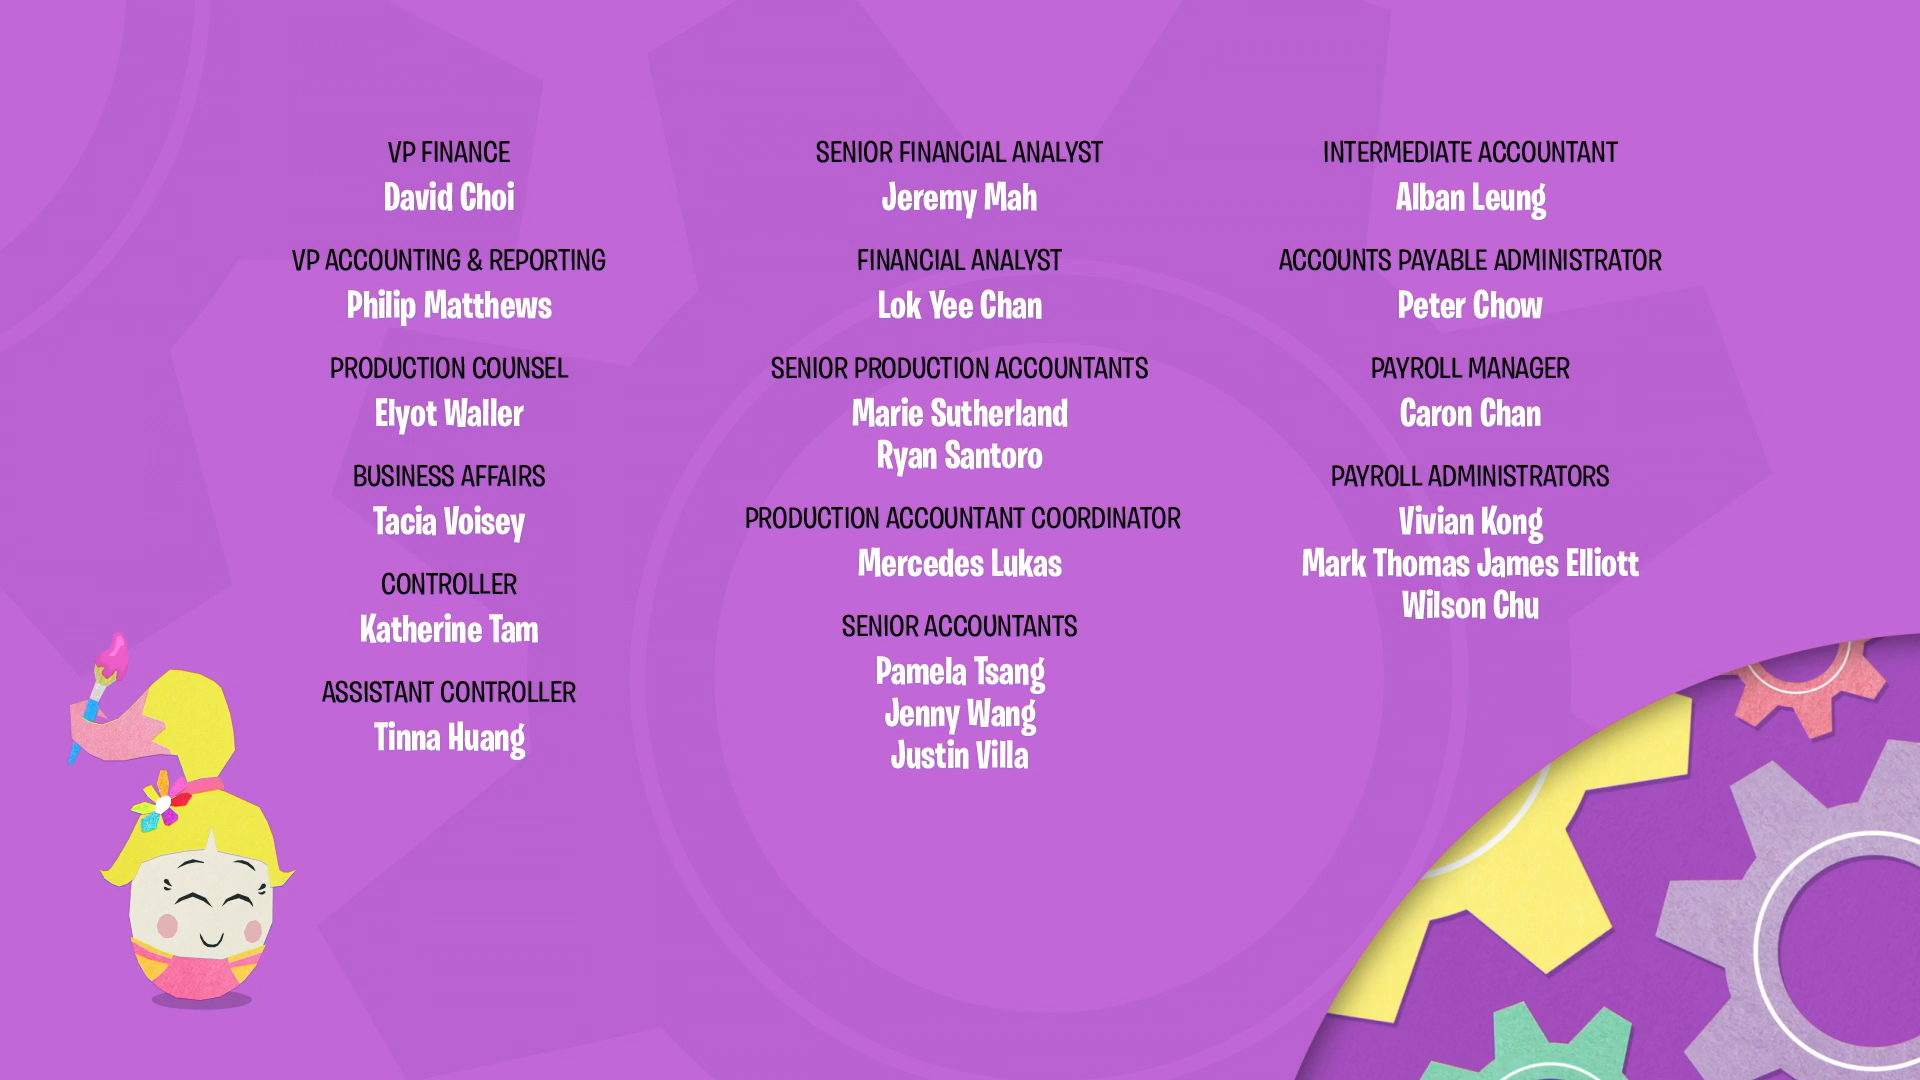 VP FINANCE
David Choi
VP ACCOUNTING & REPORTING
Philip Matthews
PRODUCTION COUNSEL
Elyot Waller
BUSINESS AFFAIRS
Tacia Voisey
CONTROLLER
Katherine Tam
ASSISTANT CONTROLLER
Tinna Huang
SENIOR FINANCIAL ANALYST
Jeremy Mah
FINANCIAL ANALYST
Lok Yee Chan
SENIOR PRODUCTION ACCOUNTANTS
Marie Sutherland
Ryan Santoro
PRODUCTION ACCOUNTANT COORDINATOR
Mercedes Lukas
SENIOR ACCOUNTANTS
Pamela Tsang
Jenny Wang
Justin Villa
INTERMEDIATE ACCOUNTANT
Alban Leung
ACCOUNTS PAYABLE ADMINISTRATOR
Peter Chow
PAYROLL MANAGER
Caron Chan
PAYROLL ADMINISTRATORS
Vivian Kong
Mark Thomas James Elliott
Wilson Chu